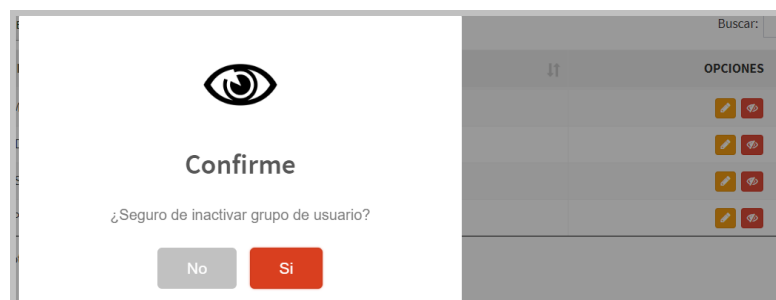 Buscar:
OPCIONES
Confirme
¿Seguro de inactivar grupo de usuario?
No
Si